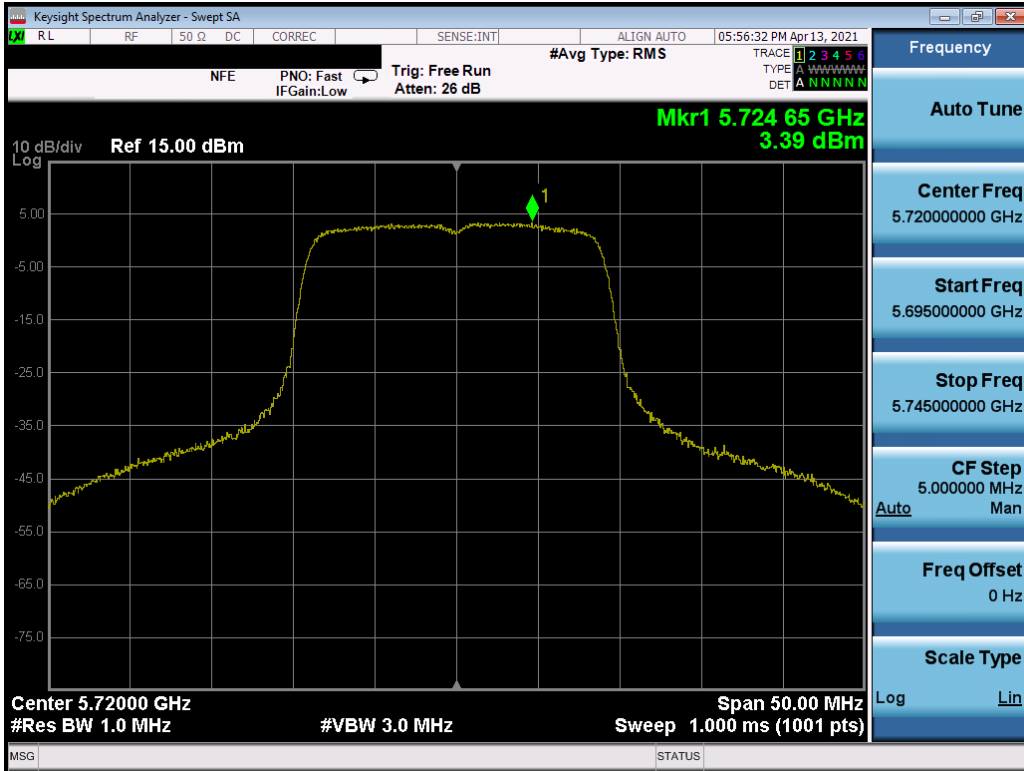 Keysight Spectrum Analyzer - Swept SA
LXI RL RF 50 Ω DC CORREC SENSE:INT ALIGN AUTO 05:56:32 PM Apr 13, 2021
NFE PNO: Fast Trig: Free Run #Avg Type: RMS TRACE 1 2 3 4 5 6
IFGain:Low Atten: 26 dB TYPE A WWWWW
DET A N N N N N
Mkr1 5.724 65 GHz
3.39 dBm
10 dB/div Ref 15.00 dBm
Log
1
5.00
-5.00
-15.0
-25.0
-35.0
-45.0
-55.0
-65.0
-75.0
Center 5.72000 GHz Span 50.00 MHz
#Res BW 1.0 MHz #VBW 3.0 MHz Sweep 1.000 ms (1001 pts)
MSG STATUS
Frequency
Auto Tune
Center Freq
5.720000000 GHz
Start Freq
5.695000000 GHz
Stop Freq
5.745000000 GHz
CF Step
5.000000 MHz
Auto Man
Freq Offset
0 Hz
Scale Type
Log Lin